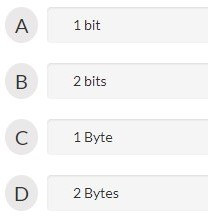 A 1 bit
B 2 bits
C 1 Byte
D 2 Bytes